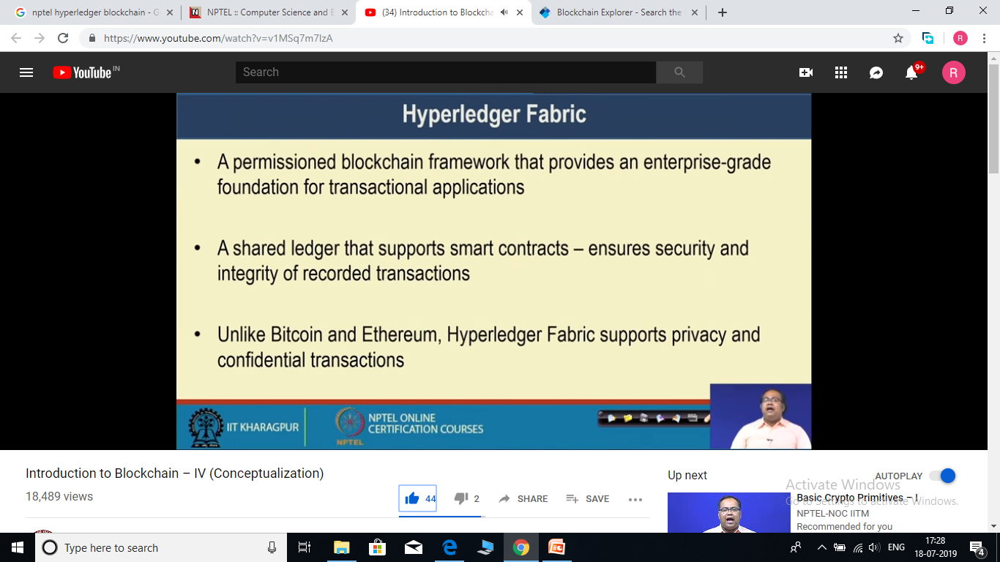 nptel hyperledger blockchain - G
NPTEL :: Computer Science and E
(34) Introduction to Blockcha
Blockchain Explorer - Search the
https://www.youtube.com/watch?v=v1MSq7m7lzA
R
YouTube IN
Search
9+
R
Hyperledger Fabric
• A permissioned blockchain framework that provides an enterprise-grade
foundation for transactional applications
• A shared ledger that supports smart contracts – ensures security and
integrity of recorded transactions
• Unlike Bitcoin and Ethereum, Hyperledger Fabric supports privacy and
confidential transactions
IIT KHARAGPUR
NPTEL
NPTEL ONLINE
CERTIFICATION COURSES
Introduction to Blockchain – IV (Conceptualization)
18,489 views
44
2
SHARE
SAVE
Up next
AUTOPLAY
Activate Windows
Go to Settings to activate Windows.
Basic Crypto Primitives – I
NPTEL-NOC IITM
Recommended for you
Type here to search
ENG
17:28
18-07-2019
4